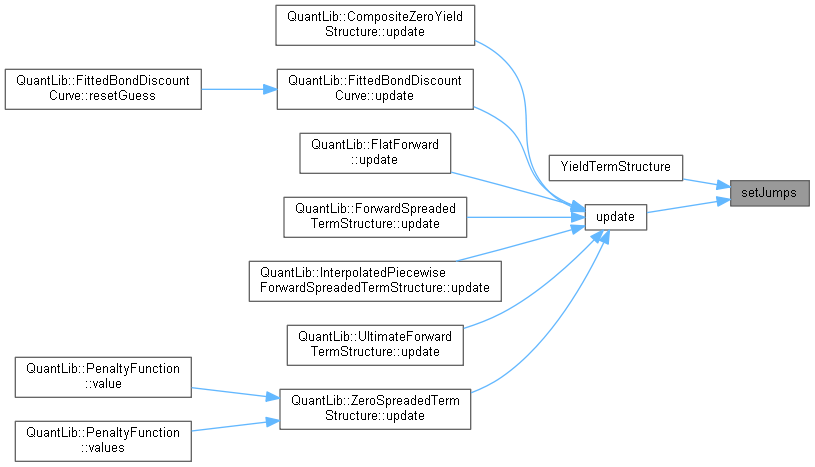 QuantLib::CompositeZeroYield
Structure::update
QuantLib::FittedBondDiscount
Curve::resetGuess
QuantLib::FittedBondDiscount
Curve::update
QuantLib::FlatForward
::update
YieldTermStructure
setJumps
QuantLib::ForwardSpreaded
TermStructure::update
update
QuantLib::InterpolatedPiecewise
ForwardSpreadedTermStructure::update
QuantLib::UltimateForward
TermStructure::update
QuantLib::PenaltyFunction
::value
QuantLib::ZeroSpreadedTerm
Structure::update
QuantLib::PenaltyFunction
::values